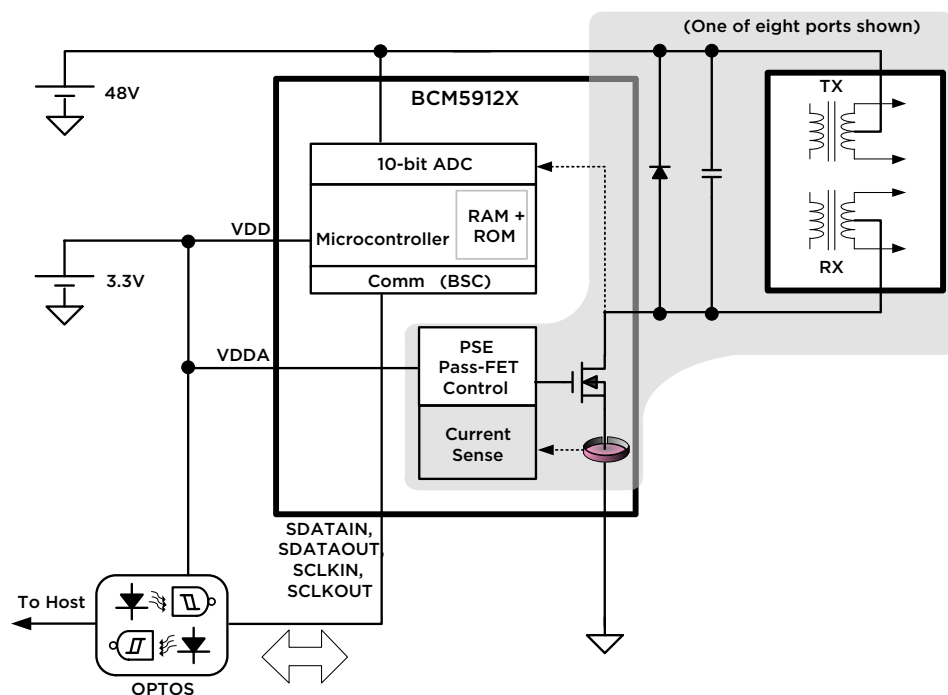 (One of eight ports shown)
48V
BCM5912X
TX
10-bit ADC
RAM +
ROM
VDD
Microcontroller
3.3V
Comm (BSC)
RX
VDDA
PSE
Pass-FET
Control
Current
Sense
SDATAIN,
SDATAOUT,
SCLKIN,
SCLKOUT
To Host
OPTOS